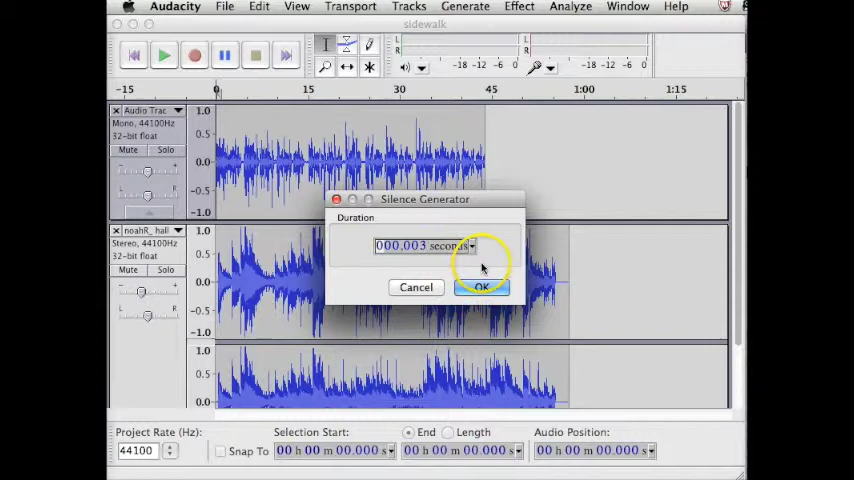 Audacity File Edit View Transport Tracks Generate Effect Analyze Window Help
sidewalk
L
R
-18 -12 -6 0
L
R
-18 -12 -6 0
-15 0 15 30 45 1:00 1:15
Audio Trac
Mono, 44100Hz
32-bit float
Mute Solo
- +
L R
1.0
0.5
0.0
-0.5
-1.0
Silence Generator
Duration
000,003 seconds
Cancel OK
noahR_ hall
Stereo, 44100Hz
32-bit float
Mute Solo
- +
L R
1.0
0.5
0.0
-0.5
-1.0
1.0
0.5
0.0
Project Rate (Hz):
44100
Snap To
Selection Start:
00 h 00 m 00.000 s
End Length
00 h 00 m 00.000 s
Audio Position:
00 h 00 m 00.000 s